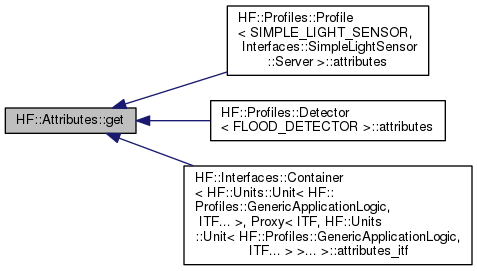 HF::Profiles::Profile
< SIMPLE_LIGHT_SENSOR,
Interfaces::SimpleLightSensor
::Server >::attributes
HF::Attributes::get
HF::Profiles::Detector
< FLOOD_DETECTOR >::attributes
HF::Interfaces::Container
< HF::Units::Unit< HF::
Profiles::GenericApplicationLogic,
ITF... >, Proxy< ITF, HF::Units
::Unit< HF::Profiles::GenericApplicationLogic,
ITF... > >... >::attributes_itf